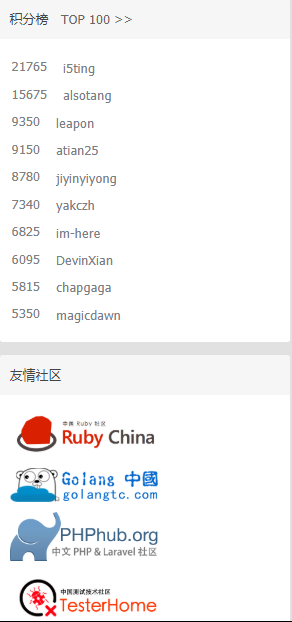 积分榜 TOP 100 >>
21765 i5ting
15675 alsotang
9350 leapon
9150 atian25
8780 jiyinyiyong
7340 yakczh
6825 im-here
6095 DevinXian
5815 chapgaga
5350 magicdawn
友情社区
中国 Ruby 社区
Ruby China
Golang 中國
golangtc.com
PHPhub.org
中文 PHP & Laravel 社区
中国测试技术社区
TesterHome